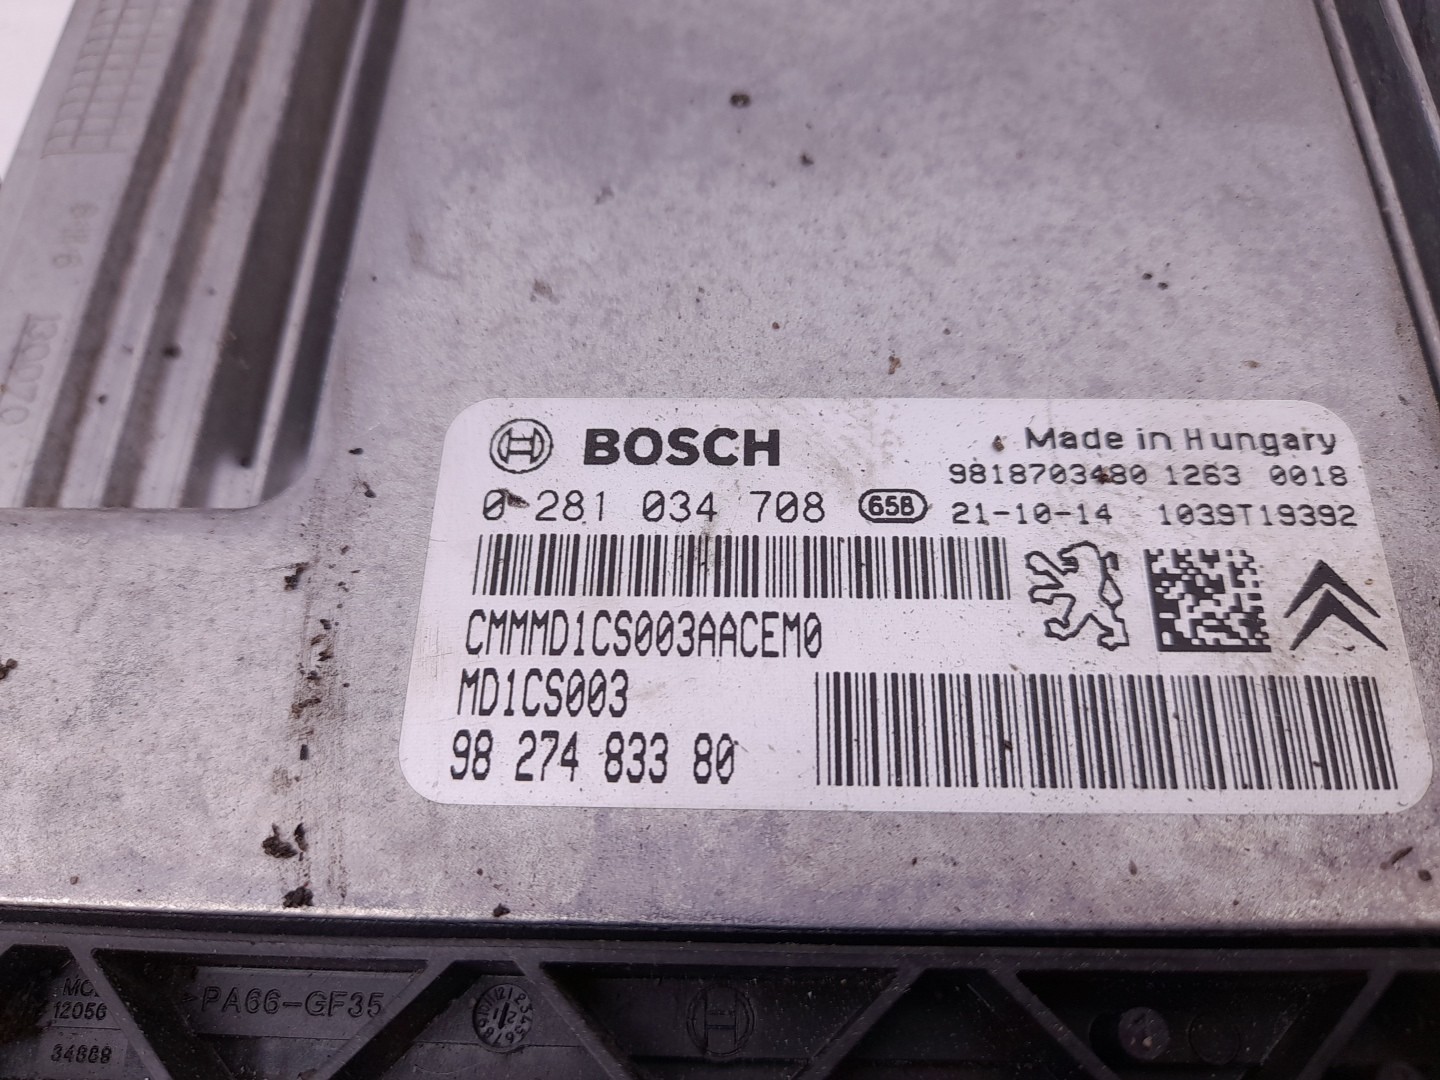 BOSCH
Made in Hungary
9818703480 1263 0018
0 281 034 708 65B 21-10-14 1039T19392
CMMMD1CS003AACEM0
MD1CS003
98 274 833 80
PA66-GF35
12056
34668